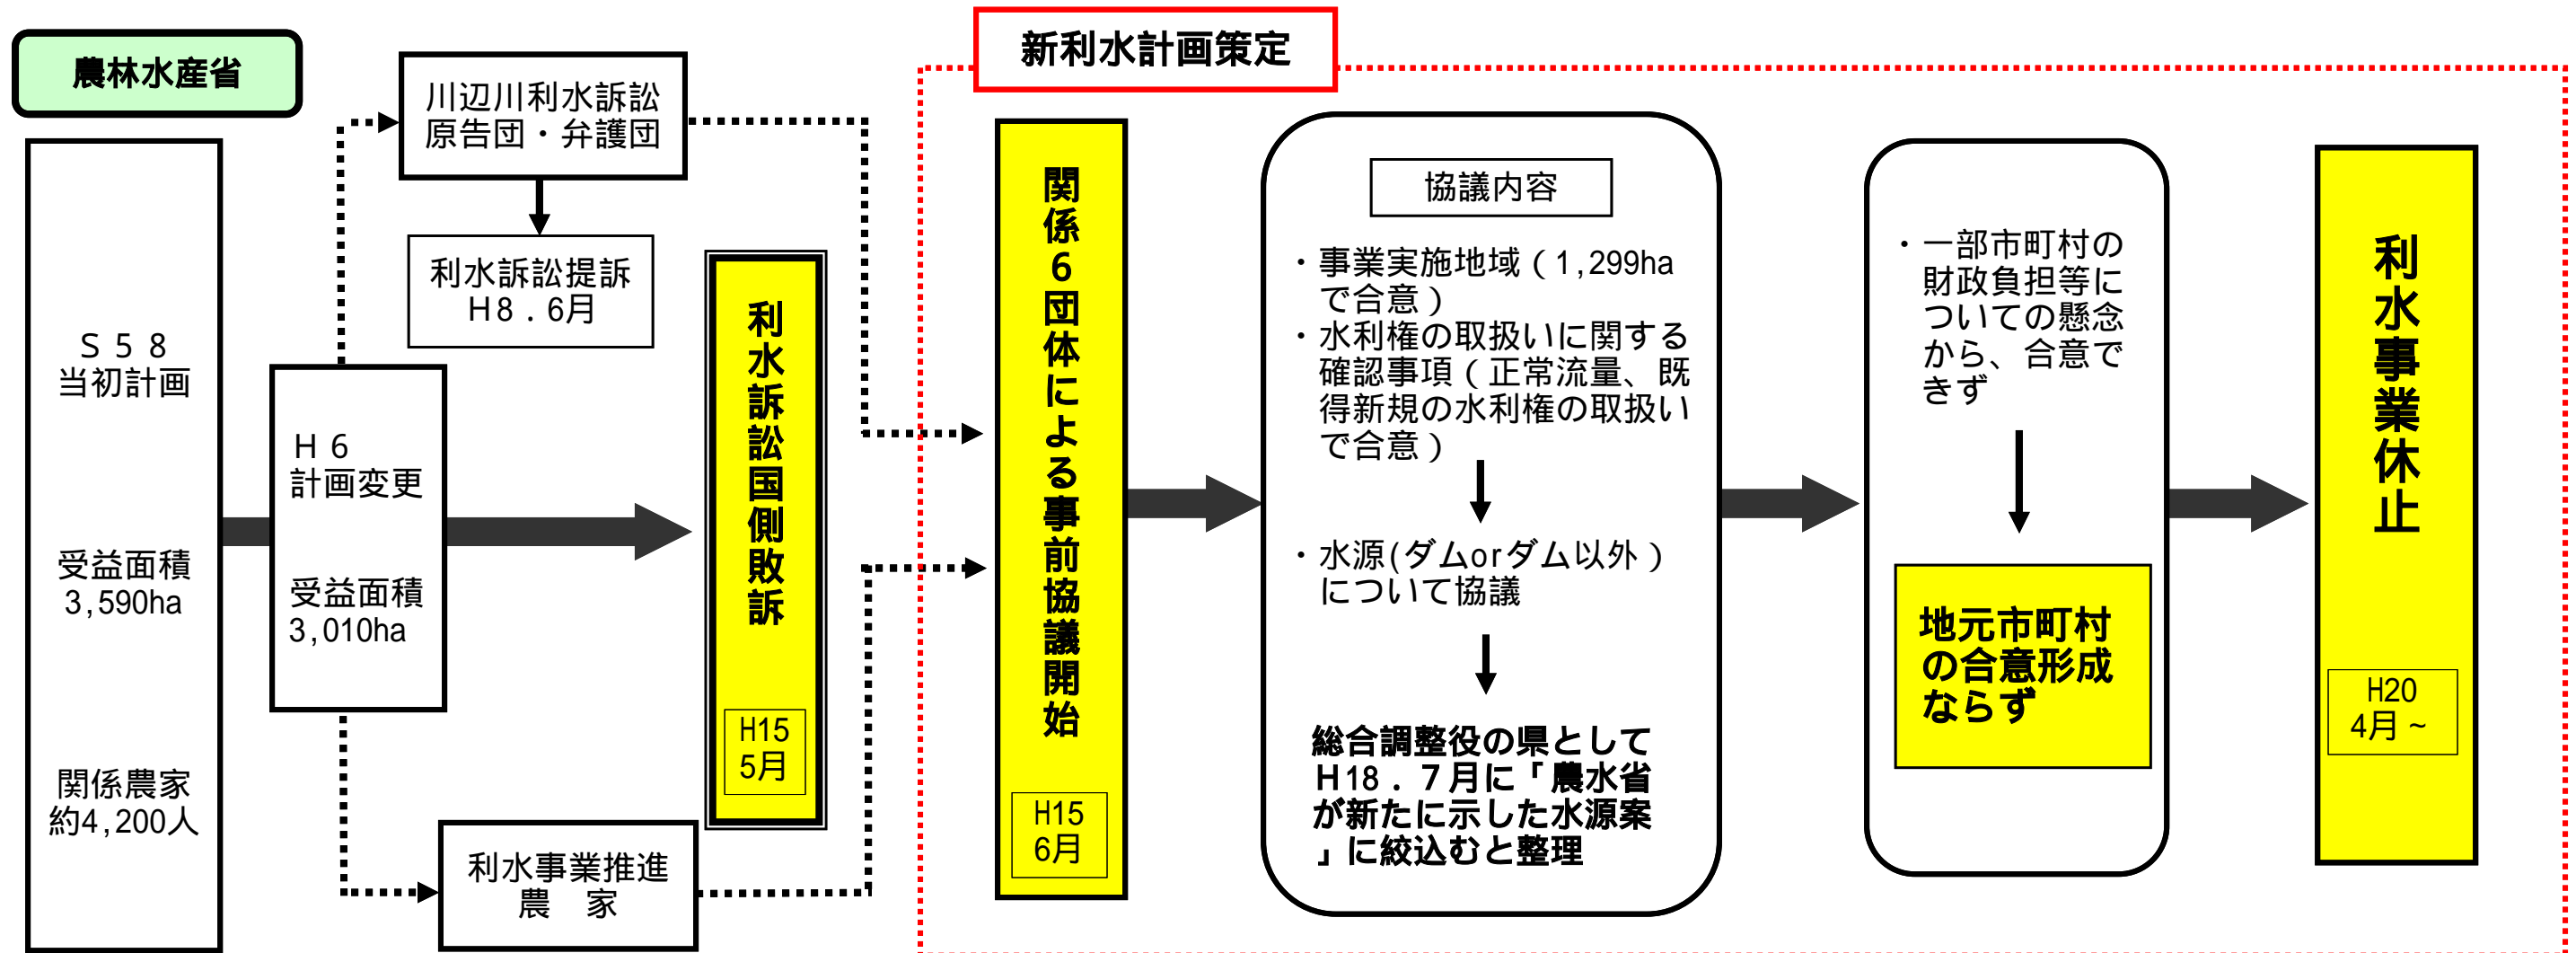 農林水産省
S58
当初計画
受益面積
3,590ha
関係農家
約4,200人
H6
計画変更
受益面積
3,010ha
川辺川利水訴訟
原告団・弁護団
利水訴訟提訴
H8．6月
利水事業推進
農　家
利水訴訟国側敗訴
H15
5月
新利水計画策定
関係6団体による事前協議開始
H15
6月
協議内容
・事業実施地域（1,299ha
で合意）
・水利権の取扱いに関する
確認事項（正常流量、既
得新規の水利権の取扱い
で合意）
・水源(ダムorダム以外）
について協議
総合調整役の県として
H18．7月に「農水省
が新たに示した水源案
」に絞込むと整理
・一部市町村の
財政負担等に
ついての懸念
から、合意で
きず
地元市町村
の合意形成
ならず
利水事業休止
H20
4月~